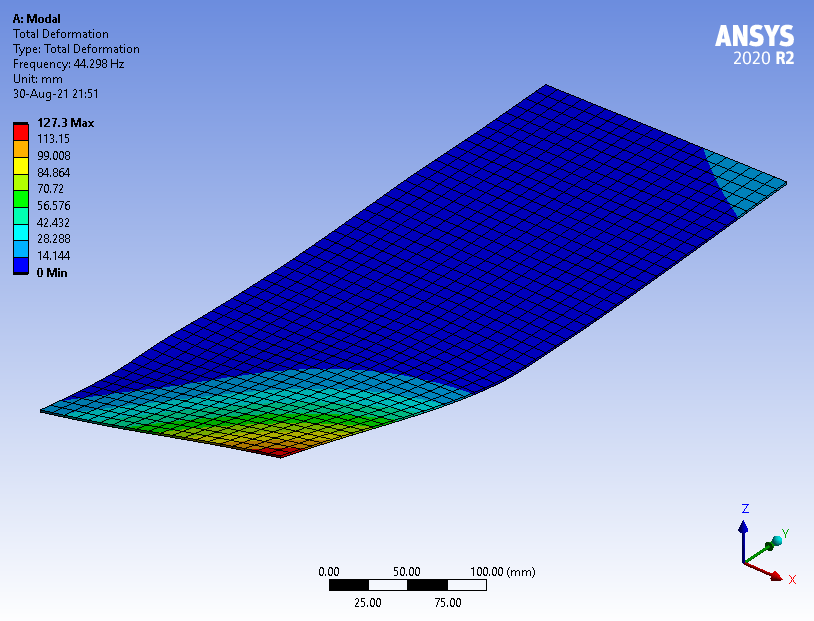 A: Modal
Total Deformation
Type: Total Deformation
Frequency: 44.298 Hz
Unit: mm
30-Aug-21 21:51
ANSYS
2020 R2
127.3 Max
113.15
99.008
84.864
70.72
56.576
42.432
28.288
14.144
0 Min
Z
Y
X
0.00 50.00 100.00 (mm)
25.00 75.00